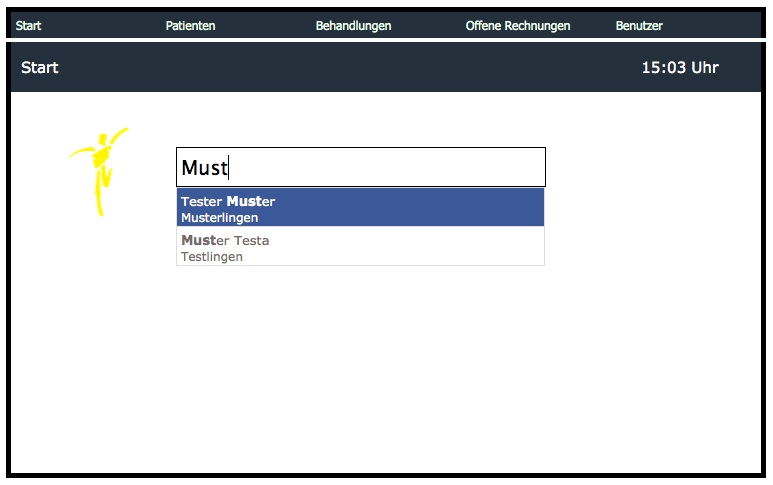 Start Patienten Behandlungen Offene Rechnungen Benutzer
Start 15:03 Uhr
Must
Tester Muster
Musterlingen
Muster Testa
Testlingen